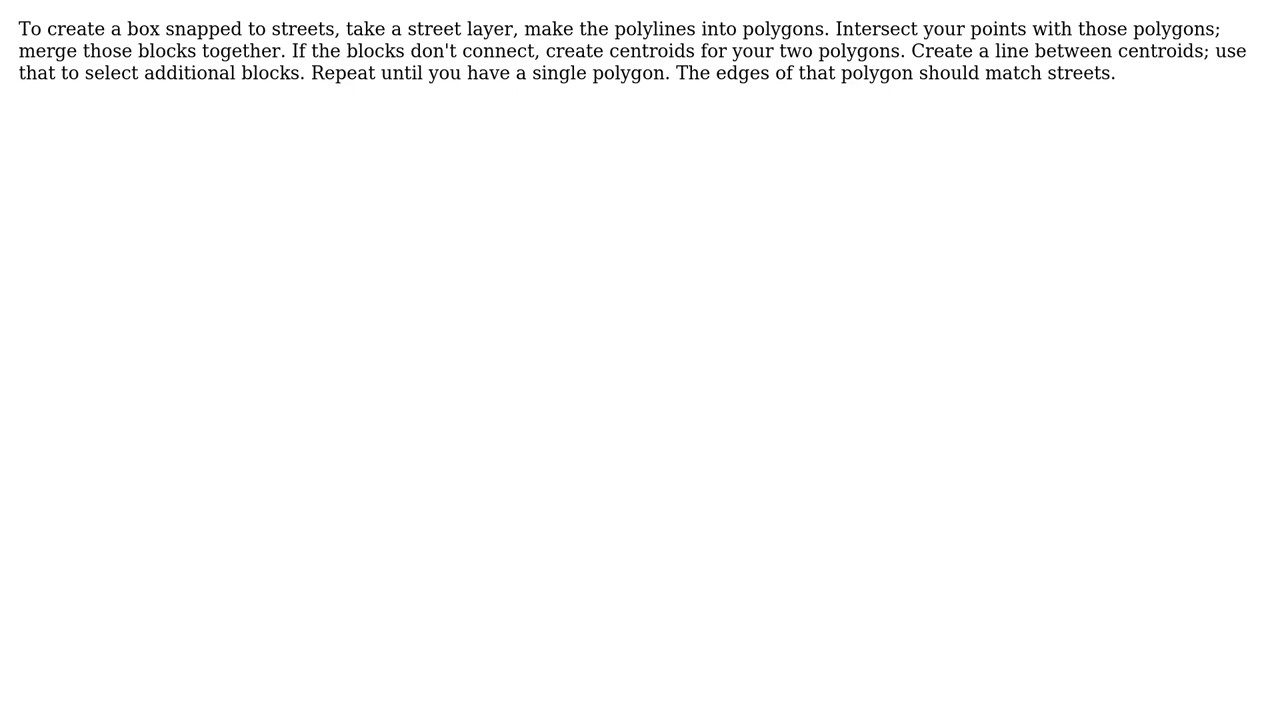 To create a box snapped to streets, take a street layer, make the polylines into polygons. Intersect your points with those polygons;
merge those blocks together. If the blocks don't connect, create centroids for your two polygons. Create a line between centroids; use
that to select additional blocks. Repeat until you have a single polygon. The edges of that polygon should match streets.